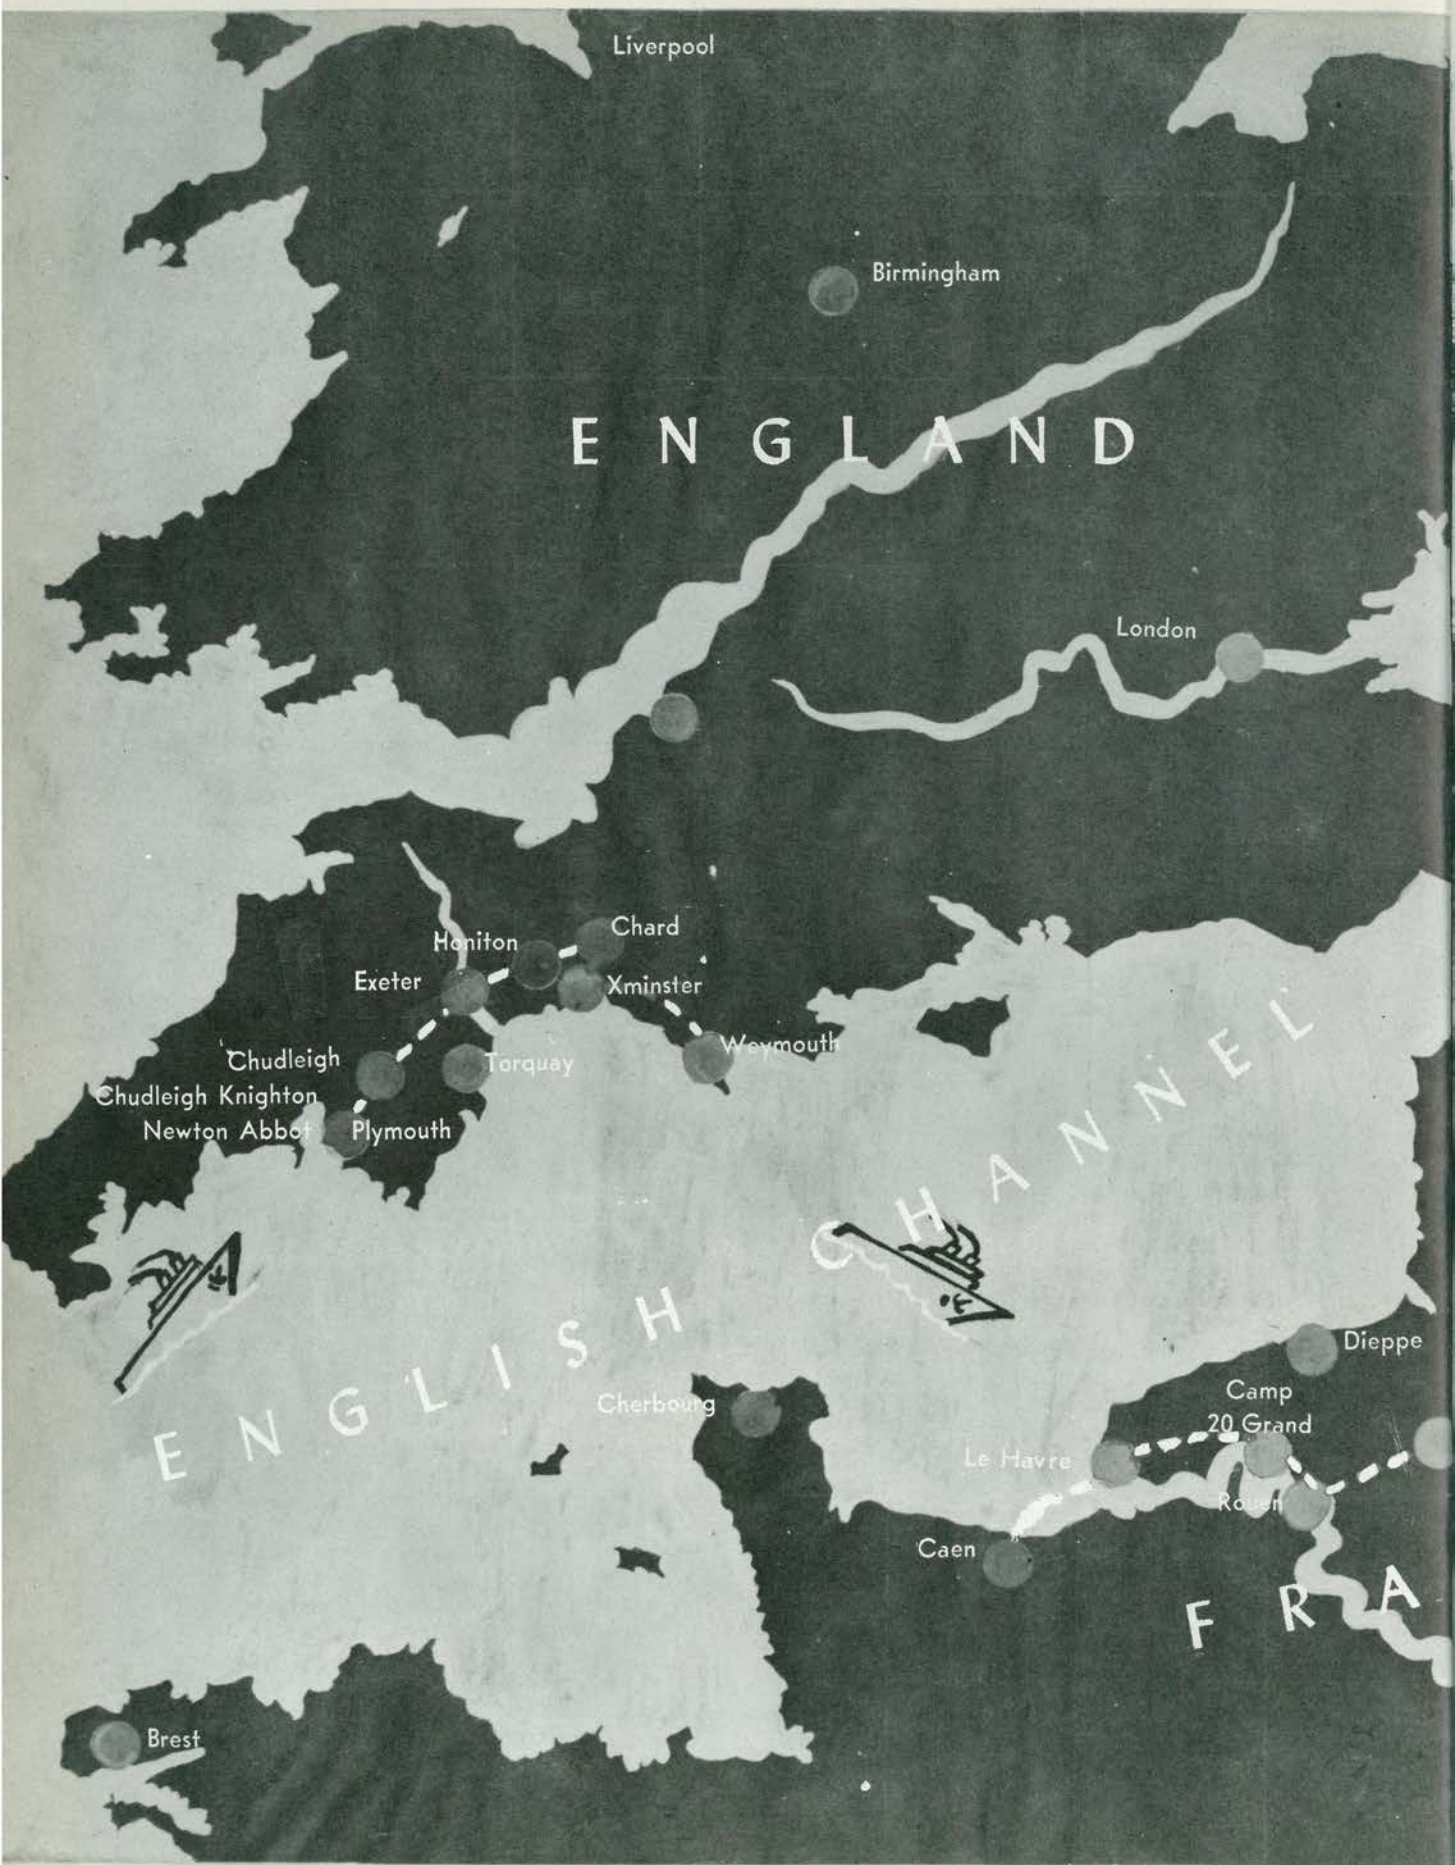 Liverpool
Birmingham
ENGLAND
London
Chard
Honiton
Exeter
Xminster
Weymouth
Chudleigh
Torquay
Chudleigh Knighton
Newton Abbot
Plymouth
ENGLISH CHANNEL
Dieppe
Camp
20 Grand
Cherbourg
Le Havre
Rouen
Caen
FRA
Brest